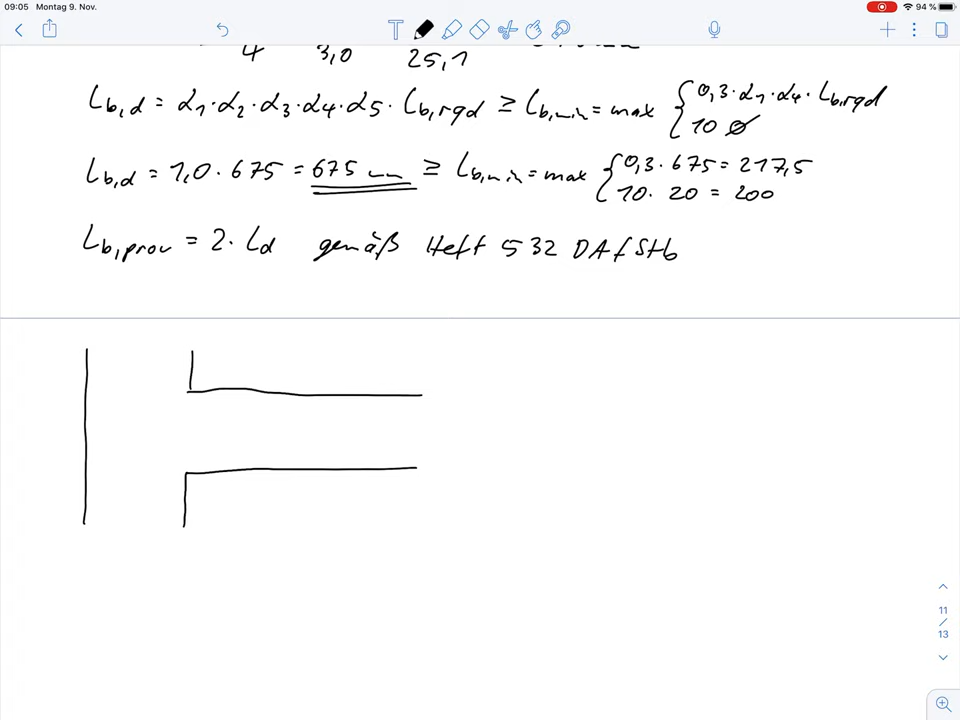 09:05 Montag 9. Nov. 94 %
T
4 3,0 25,1
Lb,d = α1·α2·α3·α4·α5·Lb,rqd ≥ Lb,min = max { 0,3·α1·α4·Lb,rqd
10 Ø
Lb,d = 1,0·675 = 675 mm ≥ Lb,min = max { 0,3·675 = 217,5
10·20 = 200
Lb,prov = 2·Ld gemäß Heft 532 DAfStb
11
/
13